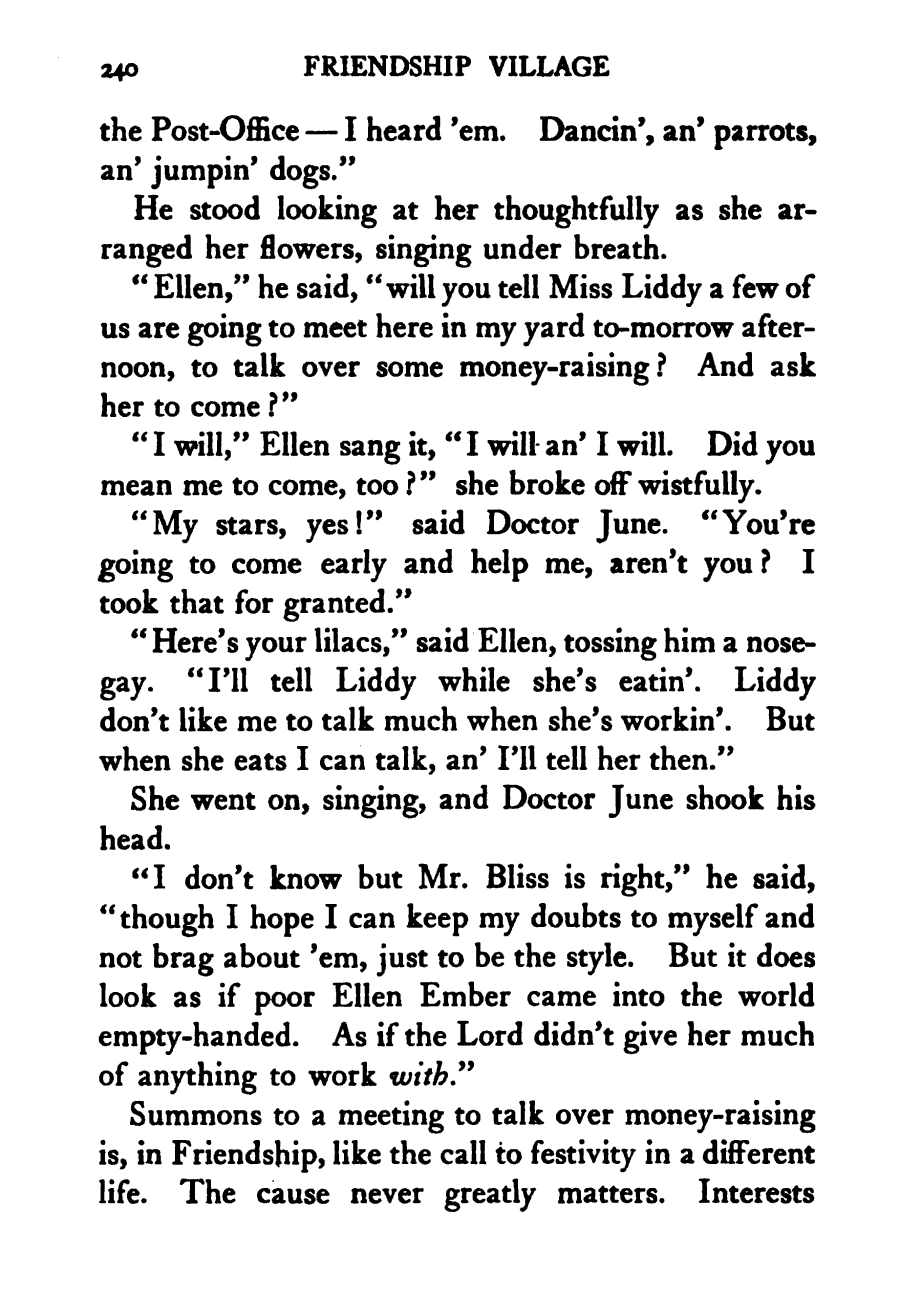 240 FRIENDSHIP VILLAGE
the Post-Office — I heard 'em. Dancin', an' parrots,
an' jumpin' dogs."
He stood looking at her thoughtfully as she ar-
ranged her flowers, singing under breath.
"Ellen," he said, "will you tell Miss Liddy a few of
us are going to meet here in my yard to-morrow after-
noon, to talk over some money-raising? And ask
her to come?"
"I will," Ellen sang it, "I will an' I will. Did you
mean me to come, too?" she broke off wistfully.
"My stars, yes!" said Doctor June. "You're
going to come early and help me, aren't you? I
took that for granted."
"Here's your lilacs," said Ellen, tossing him a nose-
gay. "I'll tell Liddy while she's eatin'. Liddy
don't like me to talk much when she's workin'. But
when she eats I can talk, an' I'll tell her then."
She went on, singing, and Doctor June shook his
head.
"I don't know but Mr. Bliss is right," he said,
"though I hope I can keep my doubts to myself and
not brag about 'em, just to be the style. But it does
look as if poor Ellen Ember came into the world
empty-handed. As if the Lord didn't give her much
of anything to work with."
Summons to a meeting to talk over money-raising
is, in Friendship, like the call to festivity in a different
life. The cause never greatly matters. Interests